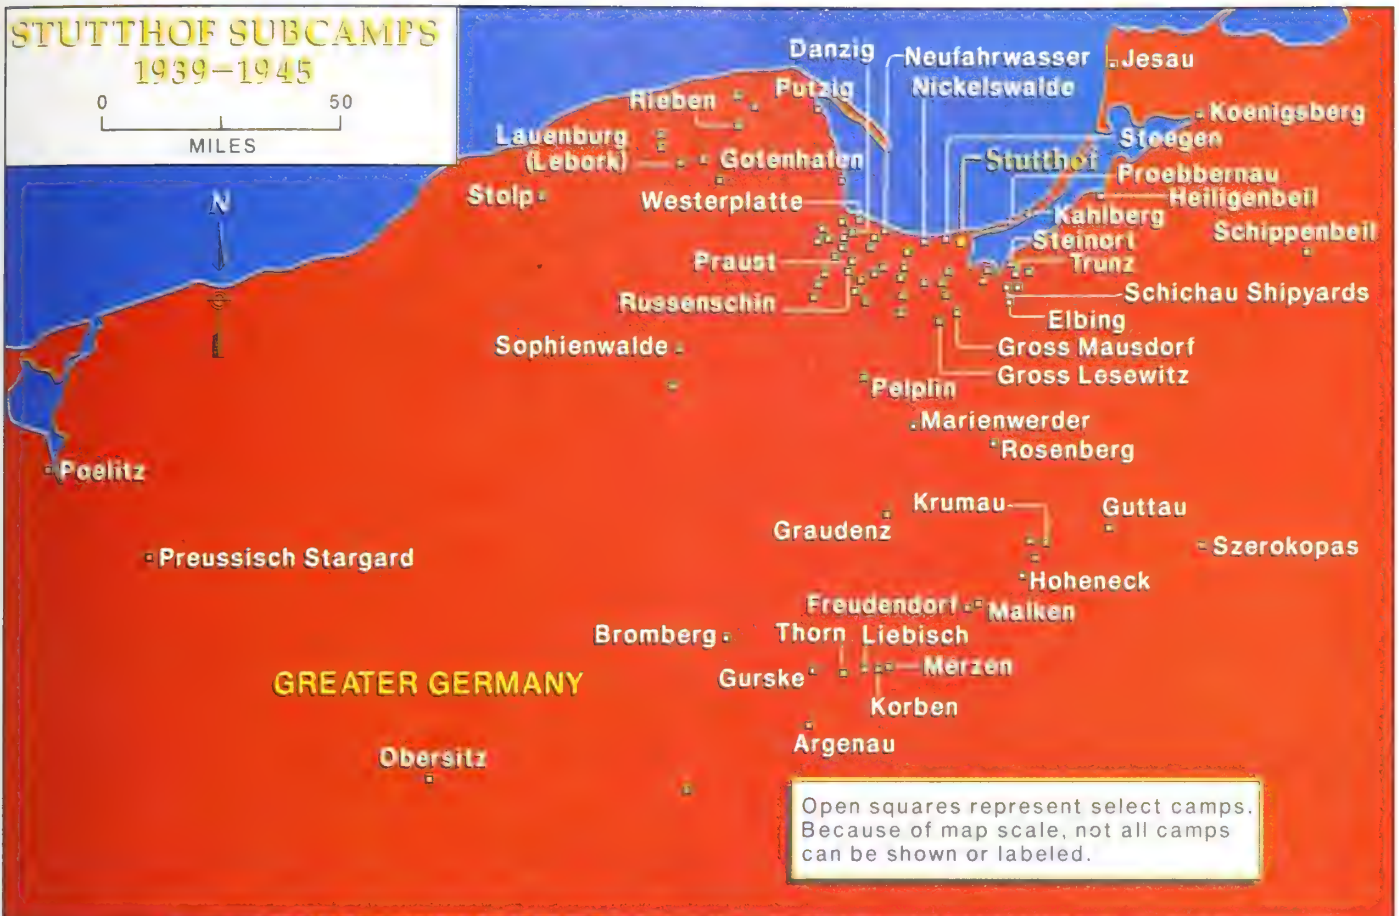 STUTTHOF SUBCAMPS
1939–1945
0 50
MILES
N
Danzig
Neufahrwasser
Jesau
Rieben
Putzig
Nickelswalde
Koenigsberg
Lauenburg
(Lebork)
Gotenhafen
Steegen
Stutthof
Proebbernau
Stolp
Westerplatte
Heiligenbeil
Kahlberg
Schippenbeil
Steinort
Praust
Trunz
Russenschin
Schichau Shipyards
Elbing
Sophienwalde
Gross Mausdorf
Gross Lesewitz
Pelplin
Marienwerder
Rosenberg
Poelitz
Krumau
Guttau
Graudenz
Szerokopas
Preussisch Stargard
Hoheneck
Freudendorf
Malken
Bromberg
Thorn
Liebisch
Merzen
Gurske
GREATER GERMANY
Korben
Argenau
Obersitz
Open squares represent select camps.
Because of map scale, not all camps
can be shown or labeled.